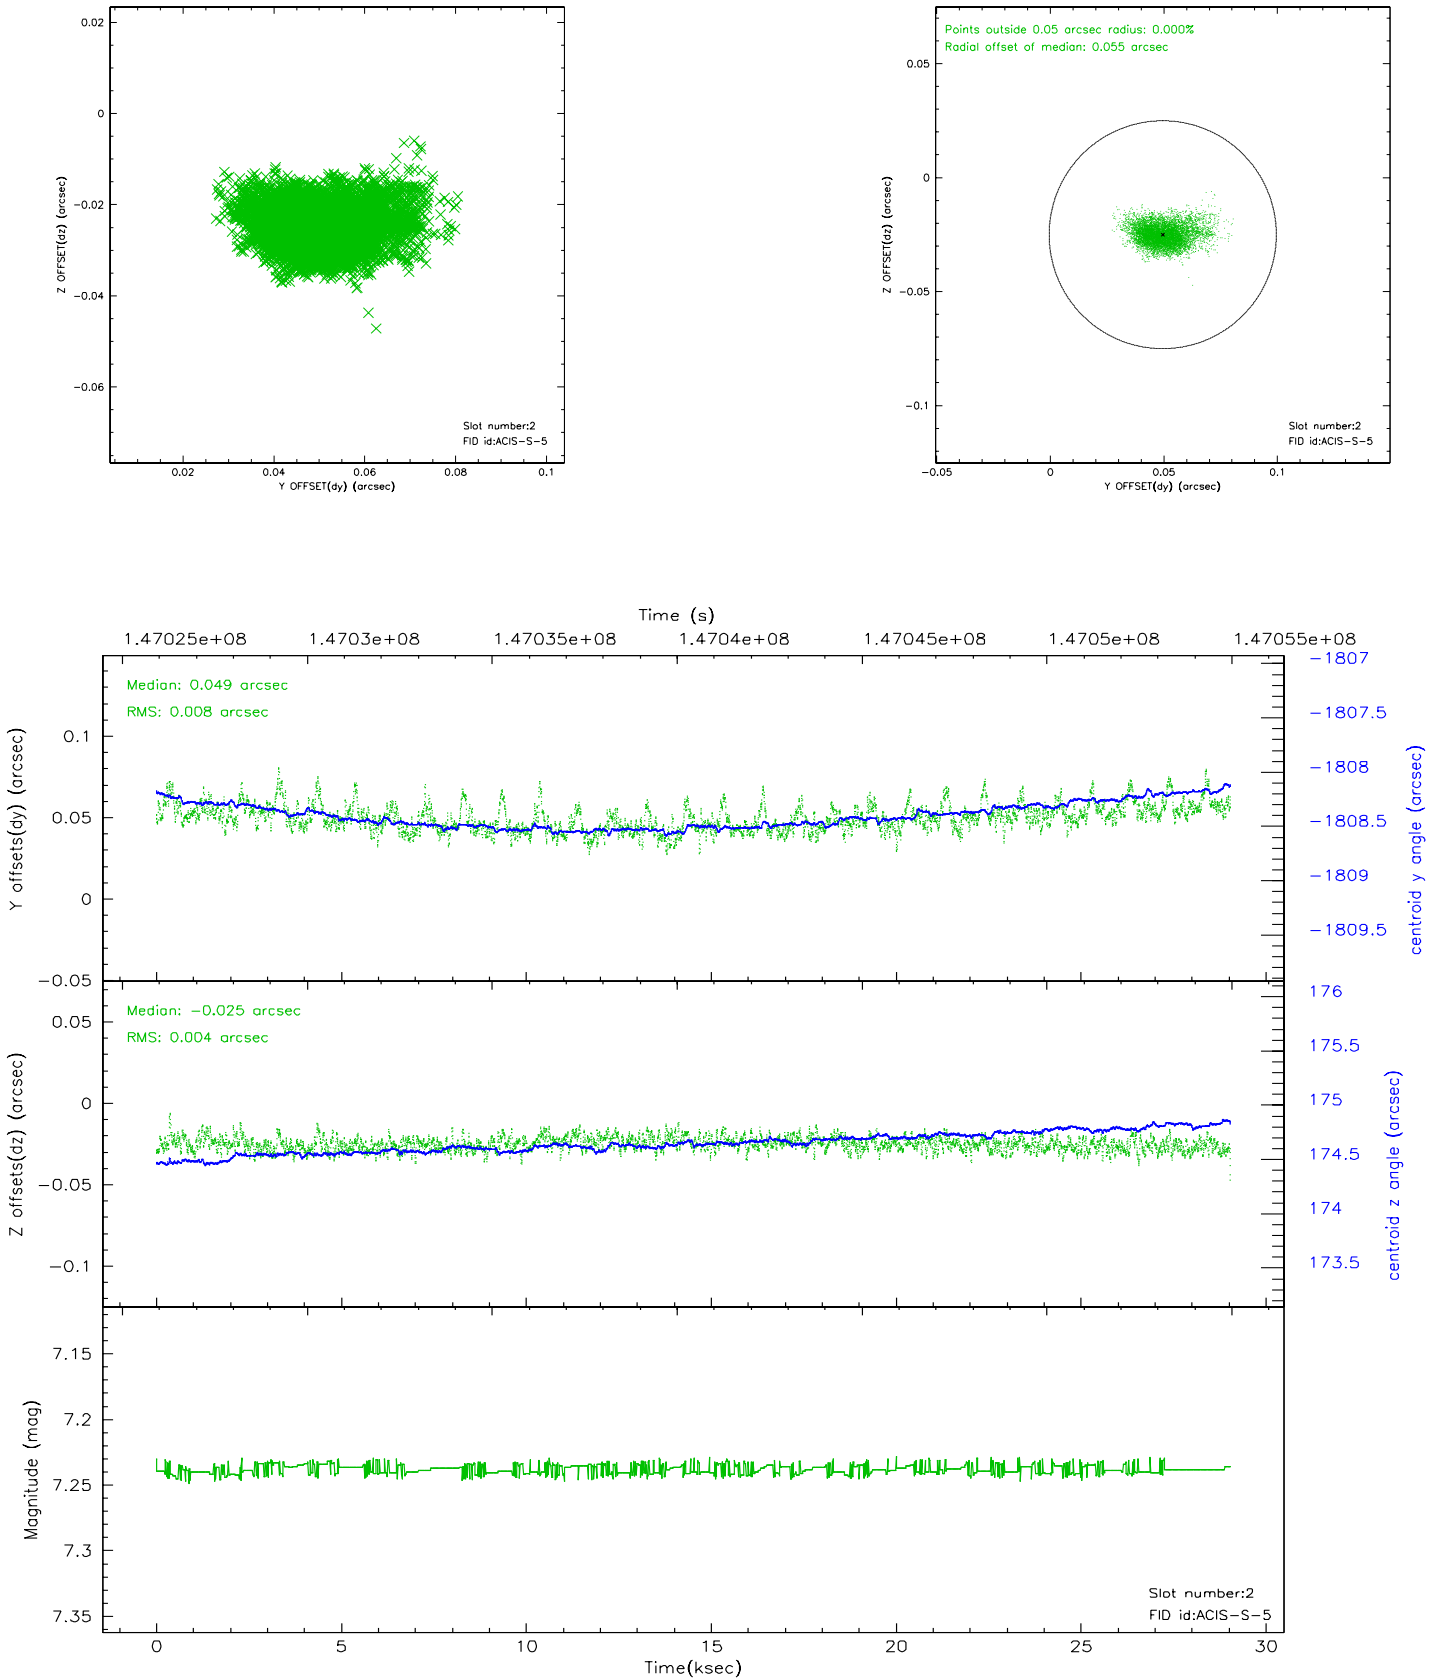 0.02
0
−0.02
−0.04
−0.06
Z OFFSET(dz) (arcsec)
Slot number:2
FID id:ACIS−S−5
0.02 0.04 0.06 0.08 0.1
Y OFFSET(dy) (arcsec)
Points outside 0.05 arcsec radius: 0.000%
Radial offset of median: 0.055 arcsec
0.05
0
−0.05
−0.1
Z OFFSET(dz) (arcsec)
Slot number:2
FID id:ACIS−S−5
−0.05 0 0.05 0.1
Y OFFSET(dy) (arcsec)
Time (s)
1.47025e+08 1.4703e+08 1.47035e+08 1.4704e+08 1.47045e+08 1.4705e+08 1.47055e+08
Median: 0.049 arcsec
RMS: 0.008 arcsec
0.1
0.05
0
−0.05
Y offsets(dy) (arcsec)
−1807
−1807.5
−1808
−1808.5
−1809
−1809.5
centroid y angle (arcsec)
Median: −0.025 arcsec
RMS: 0.004 arcsec
0.05
0
−0.05
−0.1
Z offsets(dz) (arcsec)
176
175.5
175
174.5
174
173.5
centroid z angle (arcsec)
7.15
7.2
7.25
7.3
7.35
Magnitude (mag)
Slot number:2
FID id:ACIS−S−5
0 5 10 15 20 25 30
Time(ksec)